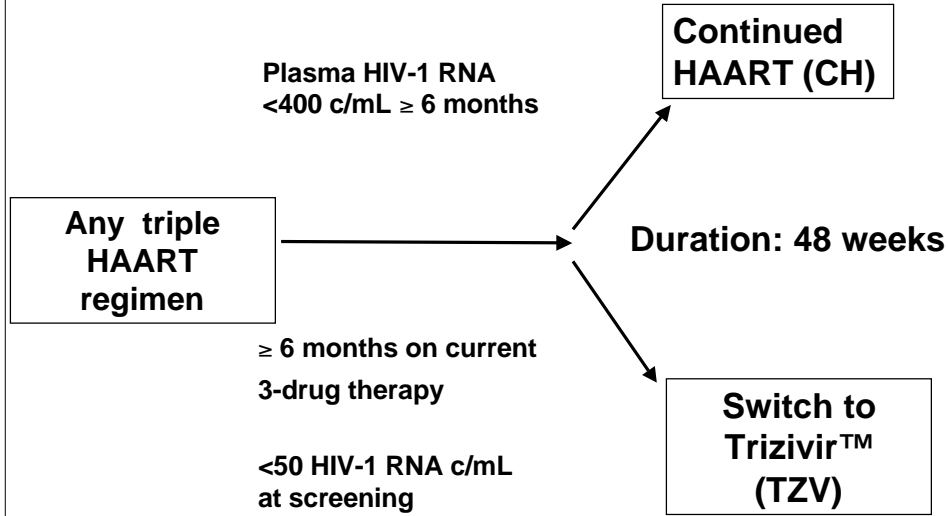 Continued
HAART (CH)
Plasma HIV-1 RNA
<400 c/mL ≥ 6 months
Any triple
HAART
regimen
Duration: 48 weeks
≥ 6 months on current
3-drug therapy
<50 HIV-1 RNA c/mL
at screening
Switch to
Trizivir™
(TZV)